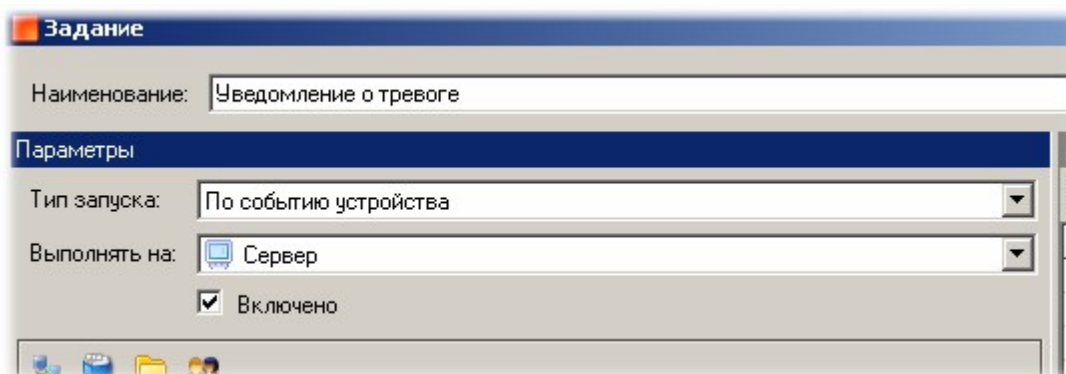 Задание
Наименование: Уведомление о тревоге
Параметры
Тип запуска: По событию устройства
Выполнять на: Сервер
Включено